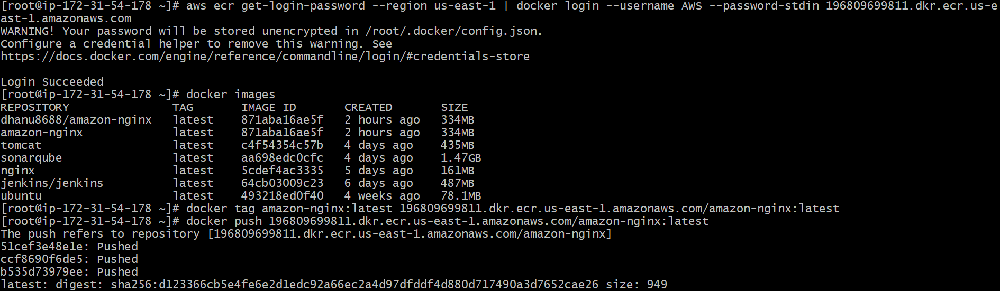 [root@ip-172-31-54-178 ~]# aws ecr get-login-password --region us-east-1 | docker login --username AWS --password-stdin 196809699811.dkr.ecr.us-e
ast-1.amazonaws.com
WARNING! Your password will be stored unencrypted in /root/.docker/config.json.
Configure a credential helper to remove this warning. See
https://docs.docker.com/engine/reference/commandline/login/#credentials-store
Login Succeeded
[root@ip-172-31-54-178 ~]# docker images
REPOSITORY TAG IMAGE ID CREATED SIZE
dhanu8688/amazon-nginx latest 871aba16ae5f 2 hours ago 334MB
amazon-nginx latest 871aba16ae5f 2 hours ago 334MB
tomcat latest c4f54354c57b 4 days ago 435MB
sonarqube latest aa698edc0cfc 4 days ago 1.47GB
nginx latest 5cdef4ac3335 5 days ago 161MB
jenkins/jenkins latest 64cb03009c23 6 days ago 487MB
ubuntu latest 493218ed0f40 4 weeks ago 78.1MB
[root@ip-172-31-54-178 ~]# docker tag amazon-nginx:latest 196809699811.dkr.ecr.us-east-1.amazonaws.com/amazon-nginx:latest
[root@ip-172-31-54-178 ~]# docker push 196809699811.dkr.ecr.us-east-1.amazonaws.com/amazon-nginx:latest
The push refers to repository [196809699811.dkr.ecr.us-east-1.amazonaws.com/amazon-nginx]
51cef3e48e1e: Pushed
ccf8690f6de5: Pushed
b535d73979ee: Pushed
latest: digest: sha256:d123366cb5e4fe6e2d1edc92a66ec2a4d97dfddf4d880d717490a3d7652cae26 size: 949